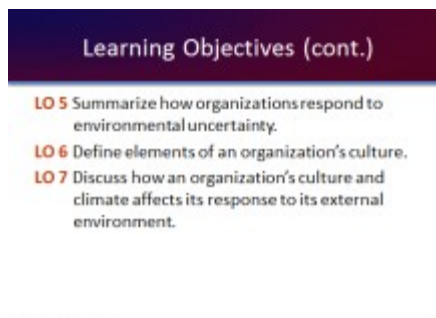 Learning Objectives (cont.)
LO 5 Summarize how organizations respond to
environmental uncertainty.
LO 6 Define elements of an organization's culture.
LO 7 Discuss how an organization's culture and
climate affects its response to its external
environment.